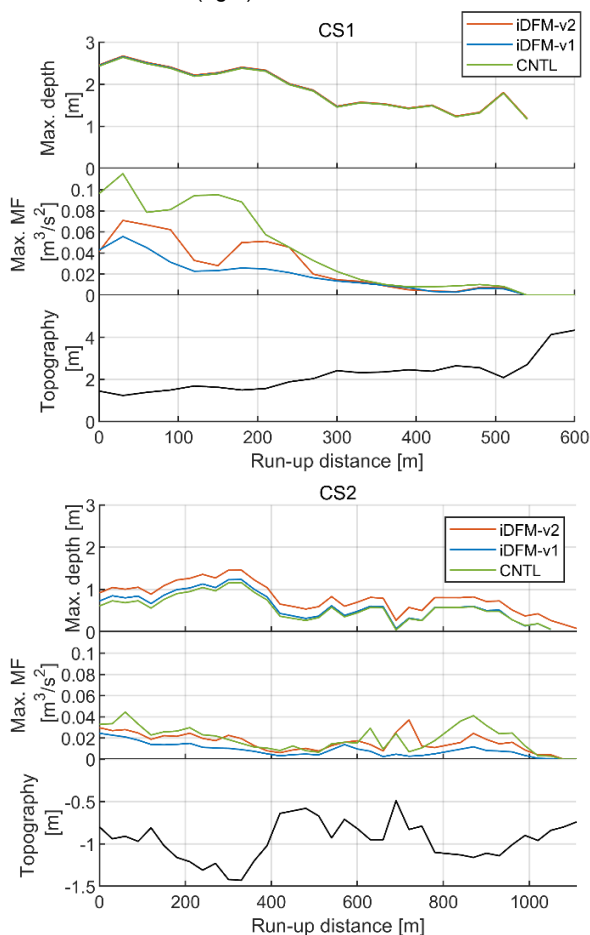 CS1
iDFM-v2
iDFM-v1
CNTL
Max. depth
[m]
3
2
1
0
Max. MF
[m³/s²]
0.1
0.08
0.06
0.04
0.02
0
Topography
[m]
4
2
0
0 100 200 300 400 500 600
Run-up distance [m]
CS2
iDFM-v2
iDFM-v1
CNTL
Max. depth [m]
3
2
1
0
Max. MF
[m³/s²]
0.1
0.08
0.06
0.04
0.02
0
Topography
[m]
-0.5
-1
-1.5
0 200 400 600 800 1000
Run-up distance [m]